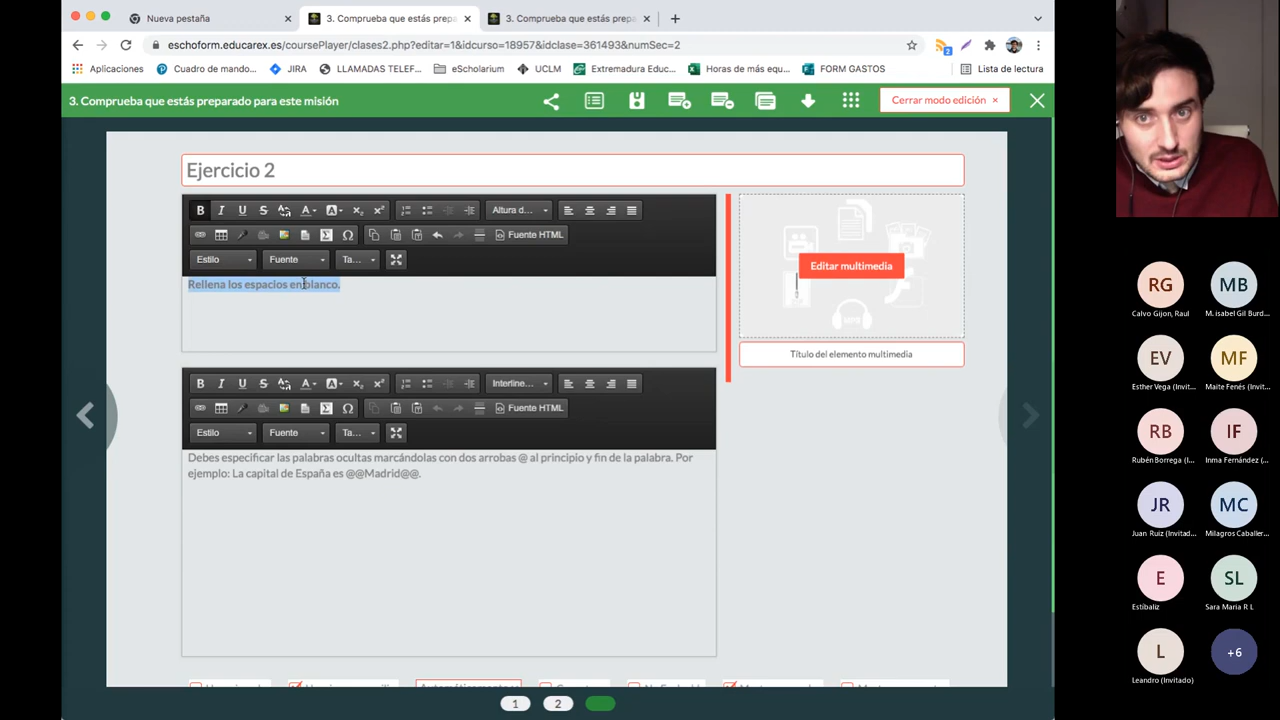 Nueva pestaña
3. Comprueba que estás prepa
3. Comprueba que estás prepa
eschoform.educarex.es/coursePlayer/clases2.php?editar=1&idcurso=18957&idclase=361493&numSec=2
2
Aplicaciones
Cuadro de mando...
JIRA
LLAMADAS TELEF...
eScholarium
UCLM
Extremadura Educ...
Horas de más equ...
FORM GASTOS
Lista de lectura
3. Comprueba que estás preparado para este misión
Cerrar modo edición ×
Ejercicio 2
B I U S
Altura d...
Fuente HTML
Estilo
Fuente
Ta...
Rellena los espacios en blanco.
Editar multimedia
MP3
Título del elemento multimedia
B I U S
Interline...
Fuente HTML
Estilo
Fuente
Ta...
Debes especificar las palabras ocultas marcándolas con dos arrobas @ al principio y fin de la palabra. Por
ejemplo: La capital de España es @@Madrid@@.
1
2
RG
Calvo Gijon, Raul
MB
M. isabel Gil Burd...
EV
Esther Vega (Invit...
MF
Maite Fenés (Invit...
RB
Rubén Borrega (I...
IF
Inma Fernández (...
JR
Juan Ruiz (Invitad...
MC
Milagros Caballer...
E
Estíbaliz
SL
Sara Maria R L
L
Leandro (Invitado)
+6